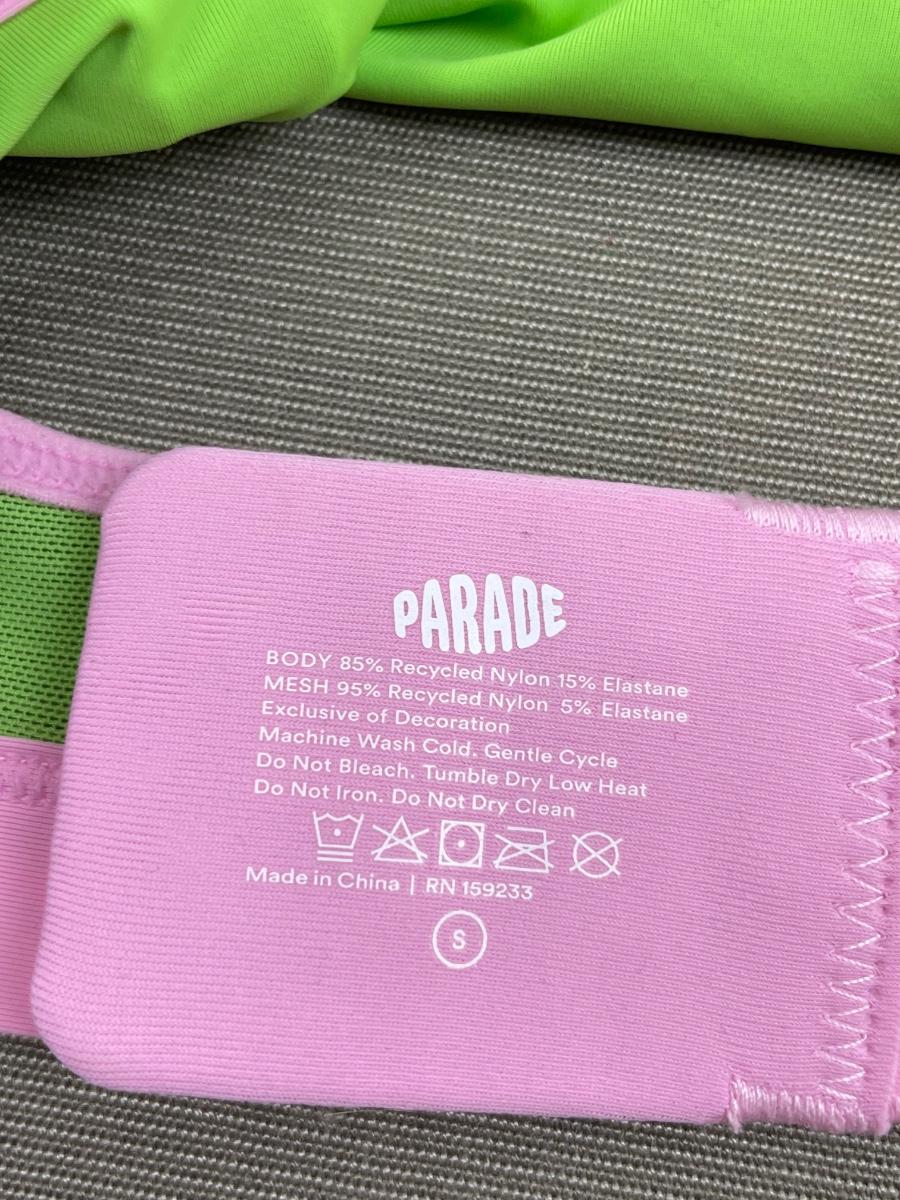 PARADE
BODY 85% Recycled Nylon 15% Elastane
MESH 95% Recycled Nylon 5% Elastane
Exclusive of Decoration
Machine Wash Cold. Gentle Cycle
Do Not Bleach. Tumble Dry Low Heat
Do Not Iron. Do Not Dry Clean
Made in China | RN 159233
S